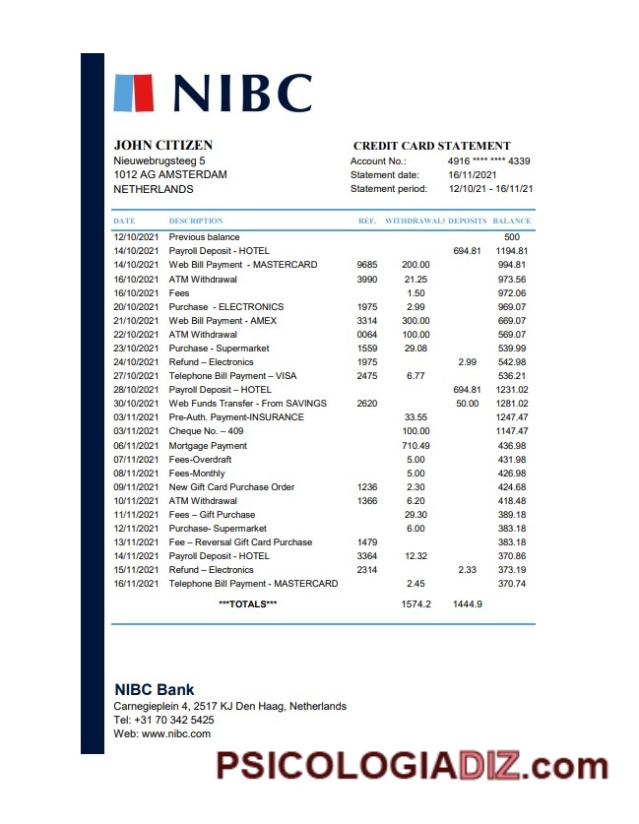 NIBC
JOHN CITIZEN
Nieuwebrugsteeg 5
1012 AG AMSTERDAM
NETHERLANDS
CREDIT CARD STATEMENT
Account No.: 4916 **** **** 4339
Statement date: 16/11/2021
Statement period: 12/10/21 - 16/11/21
DATE DESCRIPTION REF. WITHDRAWALS DEPOSITS BALANCE
12/10/2021 Previous balance 500
14/10/2021 Payroll Deposit - HOTEL 694.81 1194.81
14/10/2021 Web Bill Payment - MASTERCARD 9685 200.00 994.81
16/10/2021 ATM Withdrawal 3990 21.25 973.56
16/10/2021 Fees 1.50 972.06
20/10/2021 Purchase - ELECTRONICS 1975 2.99 969.07
21/10/2021 Web Bill Payment - AMEX 3314 300.00 669.07
22/10/2021 ATM Withdrawal 0064 100.00 569.07
23/10/2021 Purchase - Supermarket 1559 29.08 539.99
24/10/2021 Refund – Electronics 1975 2.99 542.98
27/10/2021 Telephone Bill Payment – VISA 2475 6.77 536.21
28/10/2021 Payroll Deposit – HOTEL 694.81 1231.02
30/10/2021 Web Funds Transfer - From SAVINGS 2620 50.00 1281.02
03/11/2021 Pre-Auth. Payment-INSURANCE 33.55 1247.47
03/11/2021 Cheque No. – 409 100.00 1147.47
06/11/2021 Mortgage Payment 710.49 436.98
07/11/2021 Fees-Overdraft 5.00 431.98
08/11/2021 Fees-Monthly 5.00 426.98
09/11/2021 New Gift Card Purchase Order 1236 2.30 424.68
10/11/2021 ATM Withdrawal 1366 6.20 418.48
11/11/2021 Fees – Gift Purchase 29.30 389.18
12/11/2021 Purchase- Supermarket 6.00 383.18
13/11/2021 Fee – Reversal Gift Card Purchase 1479 383.18
14/11/2021 Payroll Deposit - HOTEL 3364 12.32 370.86
15/11/2021 Refund – Electronics 2314 2.33 373.19
16/11/2021 Telephone Bill Payment - MASTERCARD 2.45 370.74
***TOTALS*** 1574.2 1444.9
NIBC Bank
Carnegieplein 4, 2517 KJ Den Haag, Netherlands
Tel: +31 70 342 5425
Web: www.nibc.com
PSICOLOGIADIZ.com